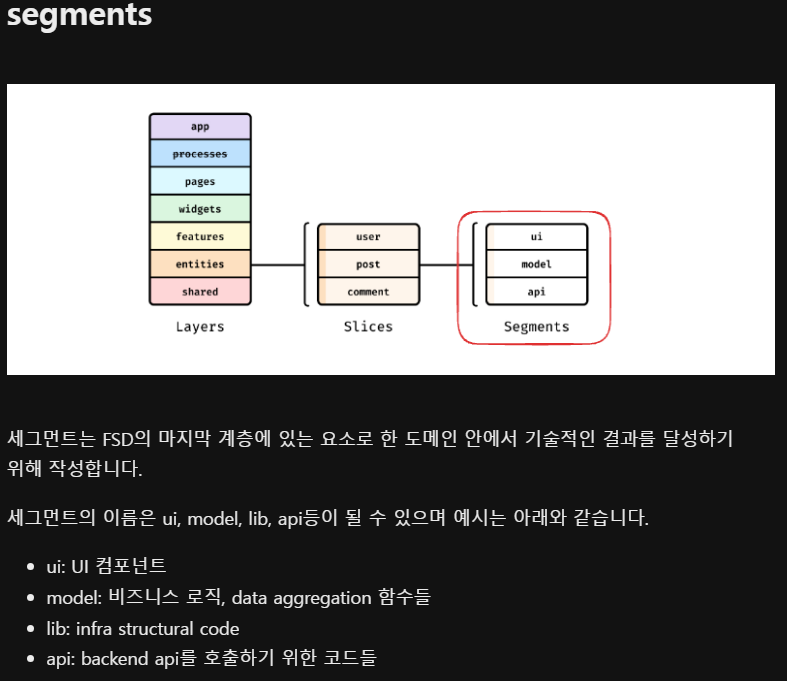 segments
app
processes
pages
widgets
features
entities
shared
Layers
user
post
comment
Slices
ui
model
api
Segments
세그먼트는 FSD의 마지막 계층에 있는 요소로 한 도메인 안에서 기술적인 결과를 달성하기
위해 작성합니다.
세그먼트의 이름은 ui, model, lib, api등이 될 수 있으며 예시는 아래와 같습니다.
• ui: UI 컴포넌트
• model: 비즈니스 로직, data aggregation 함수들
• lib: infra structural code
• api: backend api를 호출하기 위한 코드들